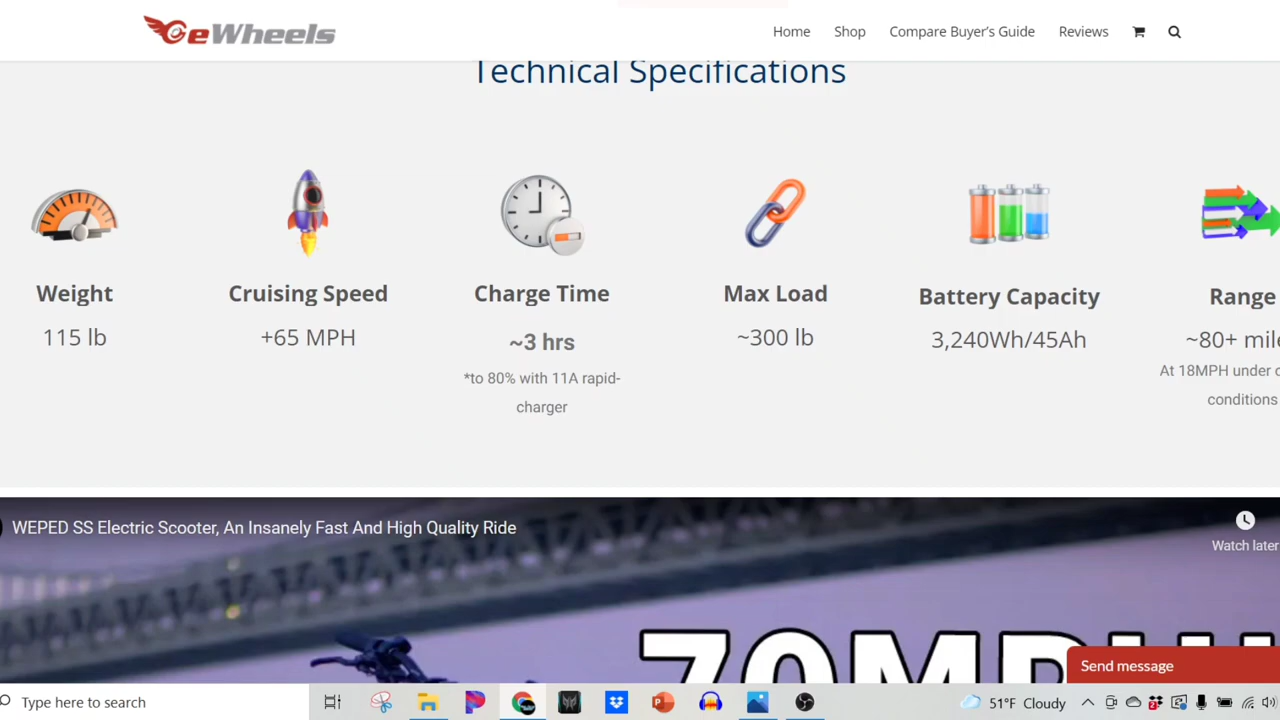 eWheels
Home Shop Compare Buyer's Guide Reviews
Technical Specifications
Weight
115 lb
Cruising Speed
+65 MPH
Charge Time
~3 hrs
*to 80% with 11A rapid-
charger
Max Load
~300 lb
Battery Capacity
3,240Wh/45Ah
Range
~80+ mile
At 18MPH under
conditions
WEPED SS Electric Scooter, An Insanely Fast And High Quality Ride
Watch later
70MPH
Send message
Type here to search
51°F Cloudy